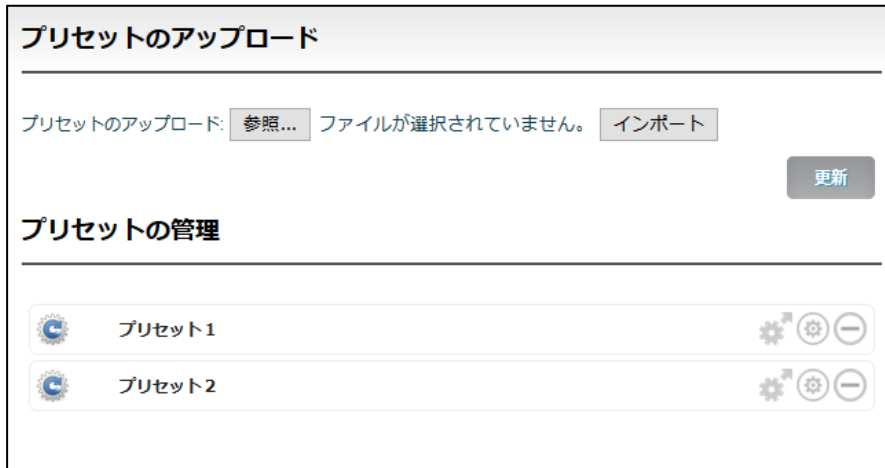 プリセットのアップロード
プリセットのアップロード: 参照... ファイルが選択されていません。 インポート
更新
プリセットの管理
プリセット1
プリセット2